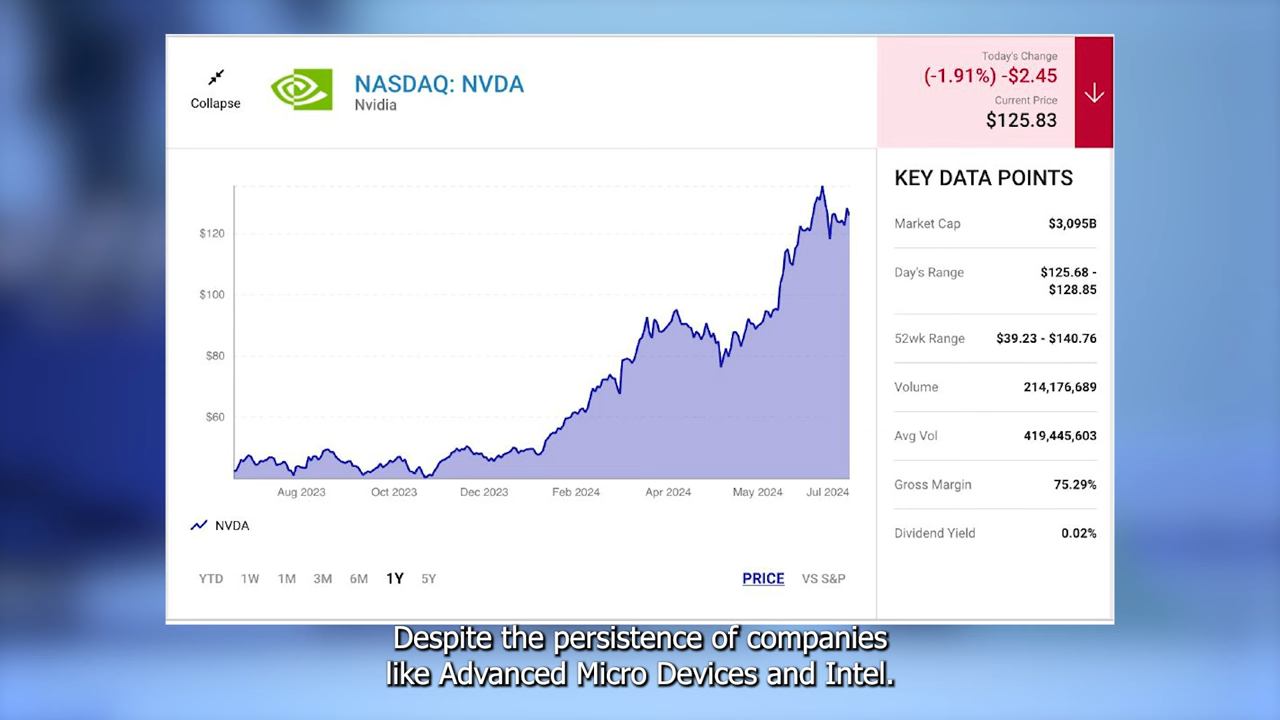 Collapse
NASDAQ: NVDA
Nvidia
Today's Change
(-1.91%) -$2.45
Current Price
$125.83
$120
$100
$80
$60
Aug 2023 Oct 2023 Dec 2023 Feb 2024 Apr 2024 May 2024 Jul 2024
NVDA
YTD 1W 1M 3M 6M 1Y 5Y PRICE VS S&P
KEY DATA POINTS
Market Cap $3,095B
Day's Range $125.68 -
$128.85
52wk Range $39.23 - $140.76
Volume 214,176,689
Avg Vol 419,445,603
Gross Margin 75.29%
Dividend Yield 0.02%
Despite the persistence of companies
like Advanced Micro Devices and Intel.